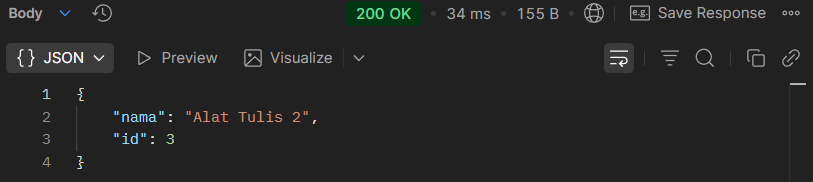 Body 200 OK 34 ms 155 B e.g. Save Response
{} JSON Preview Visualize
1 {
2 "nama": "Alat Tulis 2",
3 "id": 3
4 }